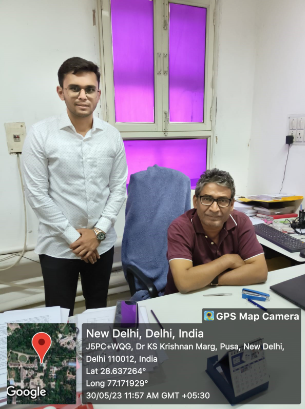 GPS Map Camera
New Delhi, Delhi, India
J5PC+WQG, Dr KS Krishnan Marg, Pusa, New Delhi,
Delhi 110012, India
Lat 28.637264°
Long 77.171929°
30/05/23 11:57 AM GMT +05:30
Google